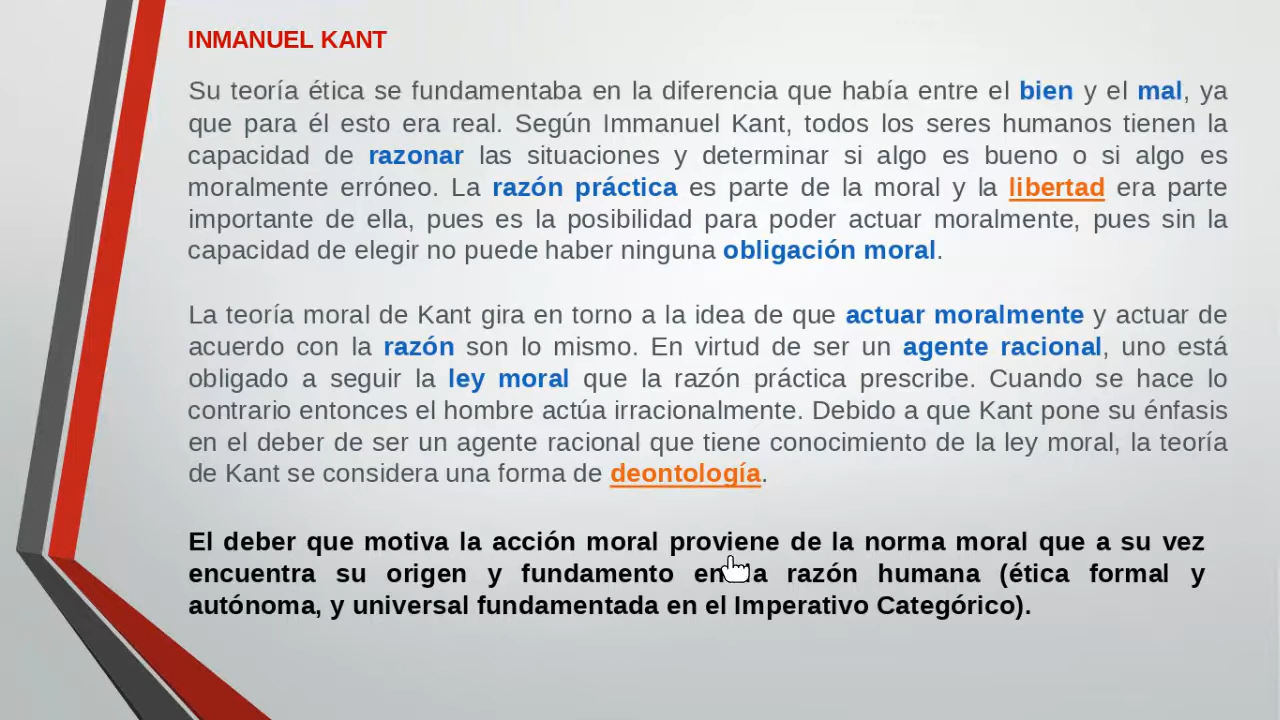 INMANUEL KANT
Su teoría ética se fundamentaba en la diferencia que había entre el bien y el mal, ya
que para él esto era real. Según Immanuel Kant, todos los seres humanos tienen la
capacidad de razonar las situaciones y determinar si algo es bueno o si algo es
moralmente erróneo. La razón práctica es parte de la moral y la libertad era parte
importante de ella, pues es la posibilidad para poder actuar moralmente, pues sin la
capacidad de elegir no puede haber ninguna obligación moral.
La teoría moral de Kant gira en torno a la idea de que actuar moralmente y actuar de
acuerdo con la razón son lo mismo. En virtud de ser un agente racional, uno está
obligado a seguir la ley moral que la razón práctica prescribe. Cuando se hace lo
contrario entonces el hombre actúa irracionalmente. Debido a que Kant pone su énfasis
en el deber de ser un agente racional que tiene conocimiento de la ley moral, la teoría
de Kant se considera una forma de deontología.
El deber que motiva la acción moral proviene de la norma moral que a su vez
encuentra su origen y fundamento en la razón humana (ética formal y
autónoma, y universal fundamentada en el Imperativo Categórico).